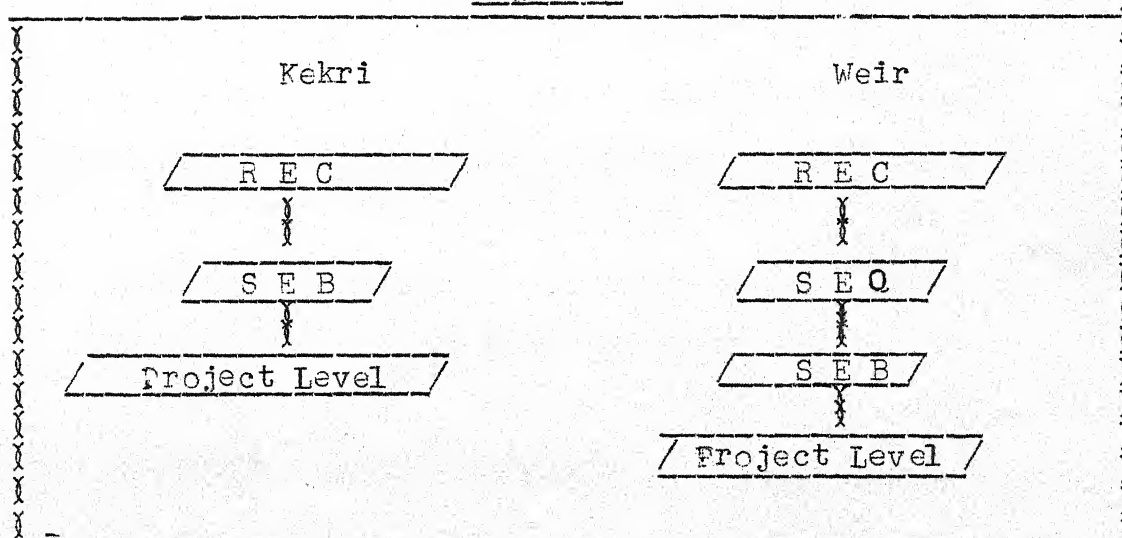 Kekri Weir
R E C R E C
S E B S E Q
Project Level S E B
Project Level